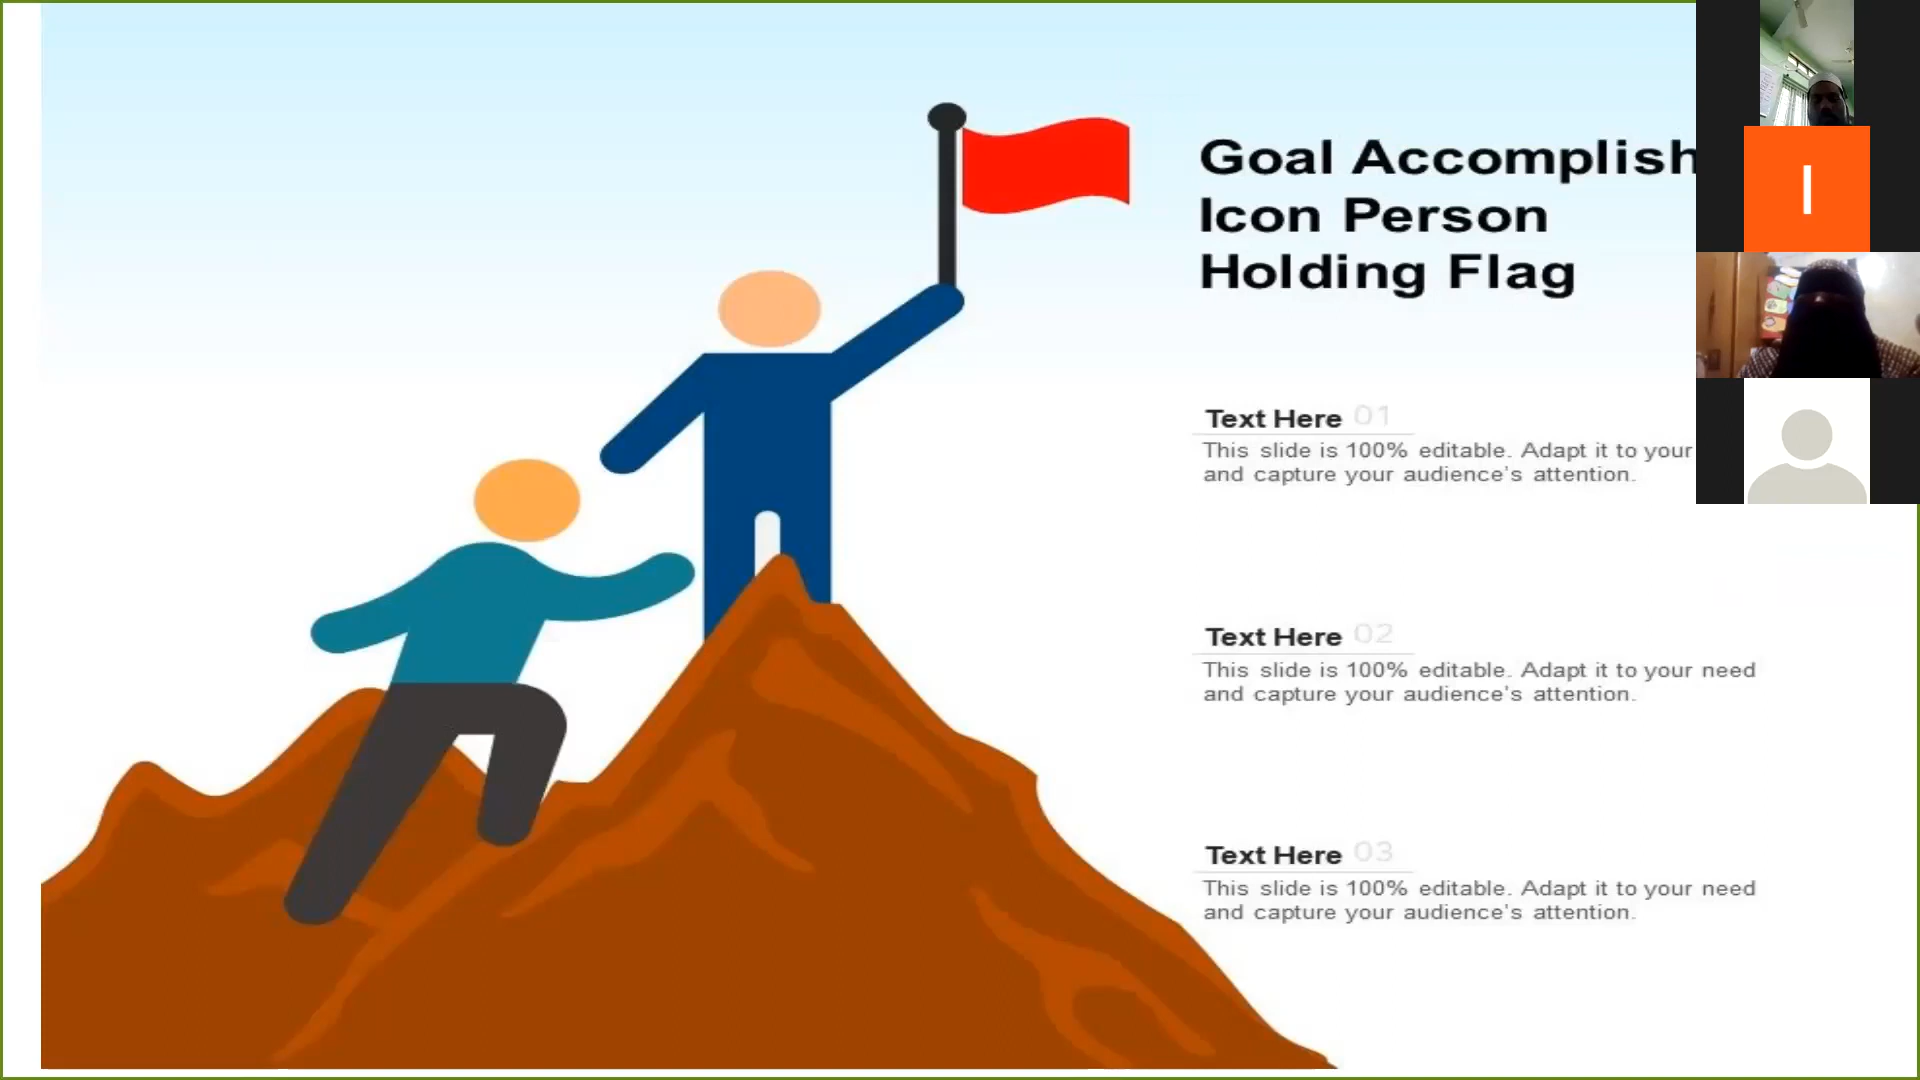 Goal Accomplish
Icon Person
Holding Flag
I
Text Here 01
This slide is 100% editable. Adapt it to your
and capture your audience's attention.
Text Here 02
This slide is 100% editable. Adapt it to your need
and capture your audience's attention.
Text Here 03
This slide is 100% editable. Adapt it to your need
and capture your audience's attention.